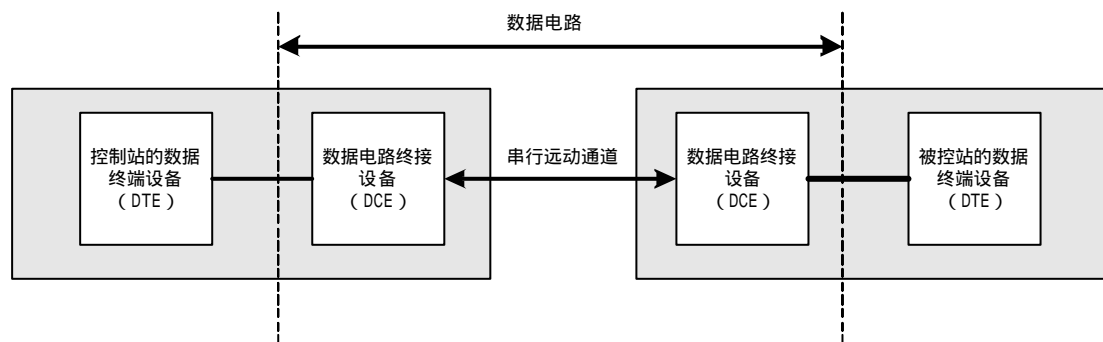 数据电路
控制站的数据
终端设备
（DTE）
数据电路终接
设备
（DCE）
串行远动通道
数据电路终接
设备
（DCE）
被控站的数据
终端设备
（DTE）